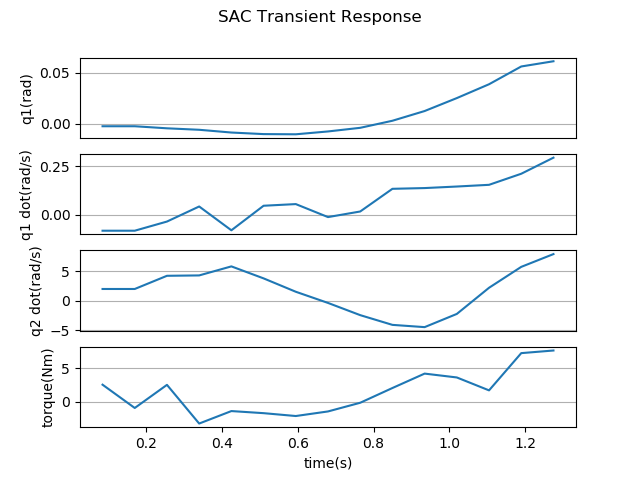 SAC Transient Response
q1(rad)
0.05
0.00
q1 dot(rad/s)
0.25
0.00
q2 dot(rad/s)
5
0
−5
torque(Nm)
5
0
0.2 0.4 0.6 0.8 1.0 1.2
time(s)